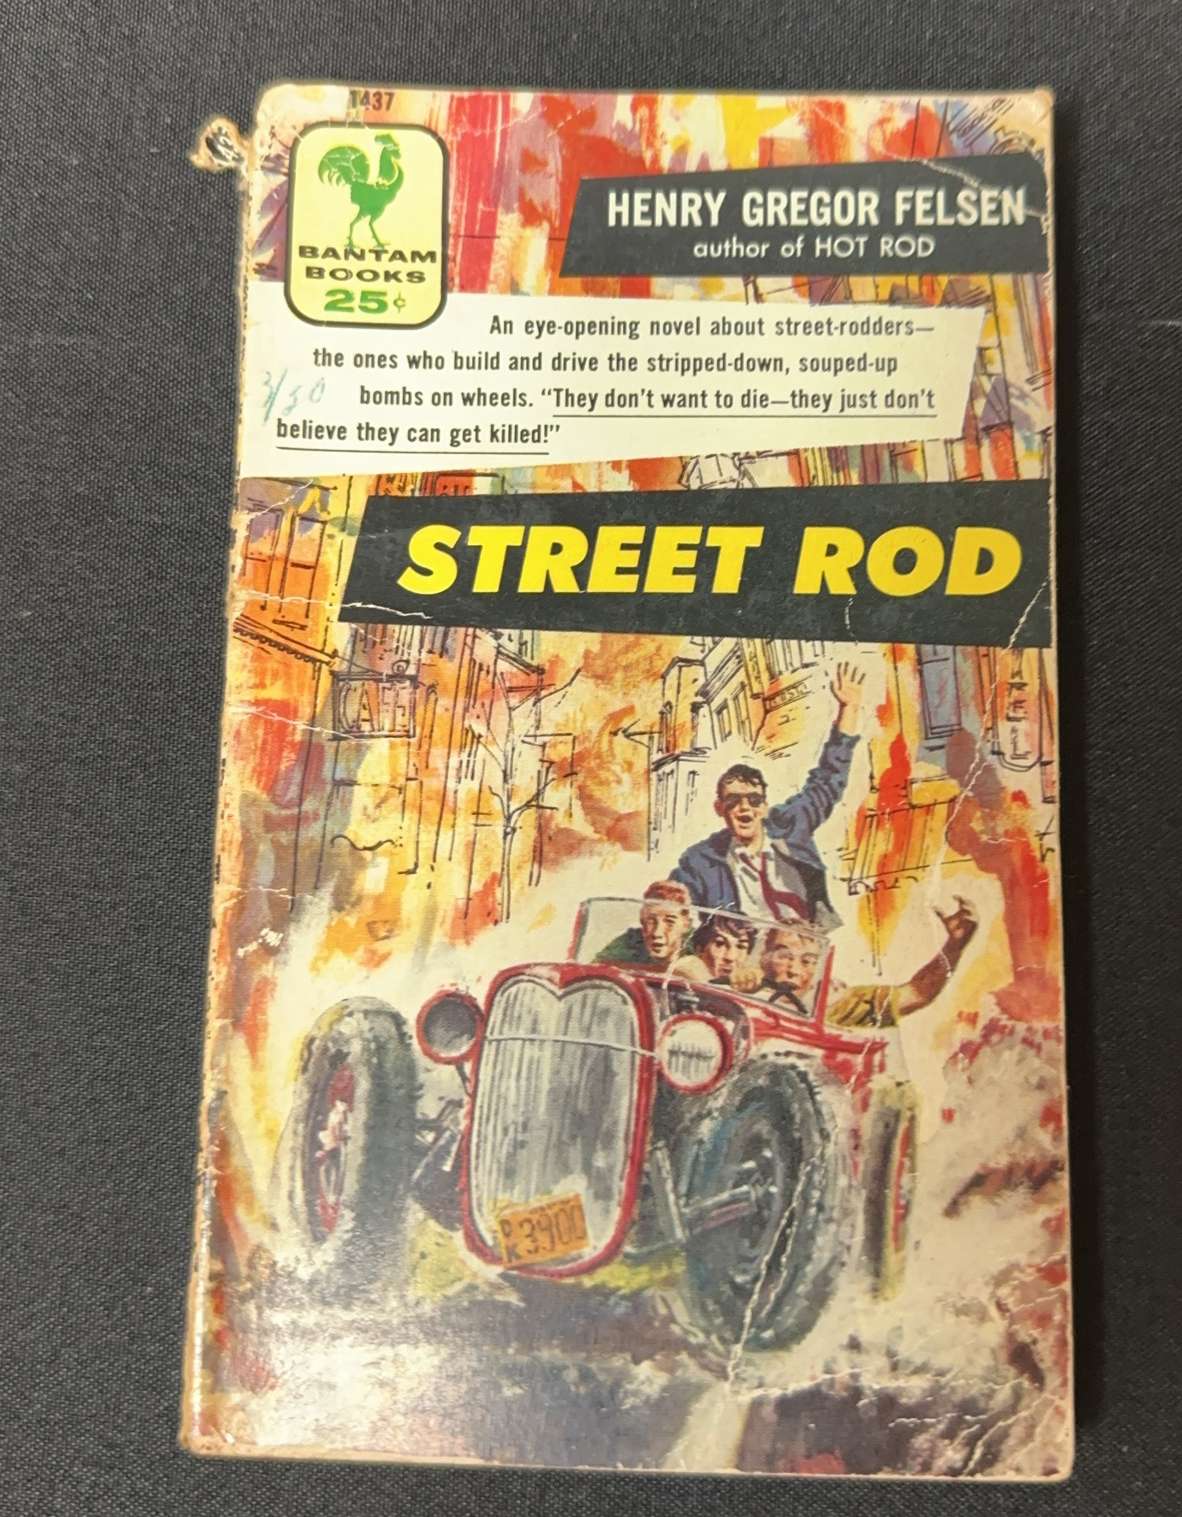 1437
BANTAM
BOOKS
25¢
HENRY GREGOR FELSEN
author of HOT ROD
An eye-opening novel about street-rodders—
the ones who build and drive the stripped-down, souped-up
bombs on wheels. "They don't want to die—they just don't
believe they can get killed!"
STREET ROD
CAFE
3900